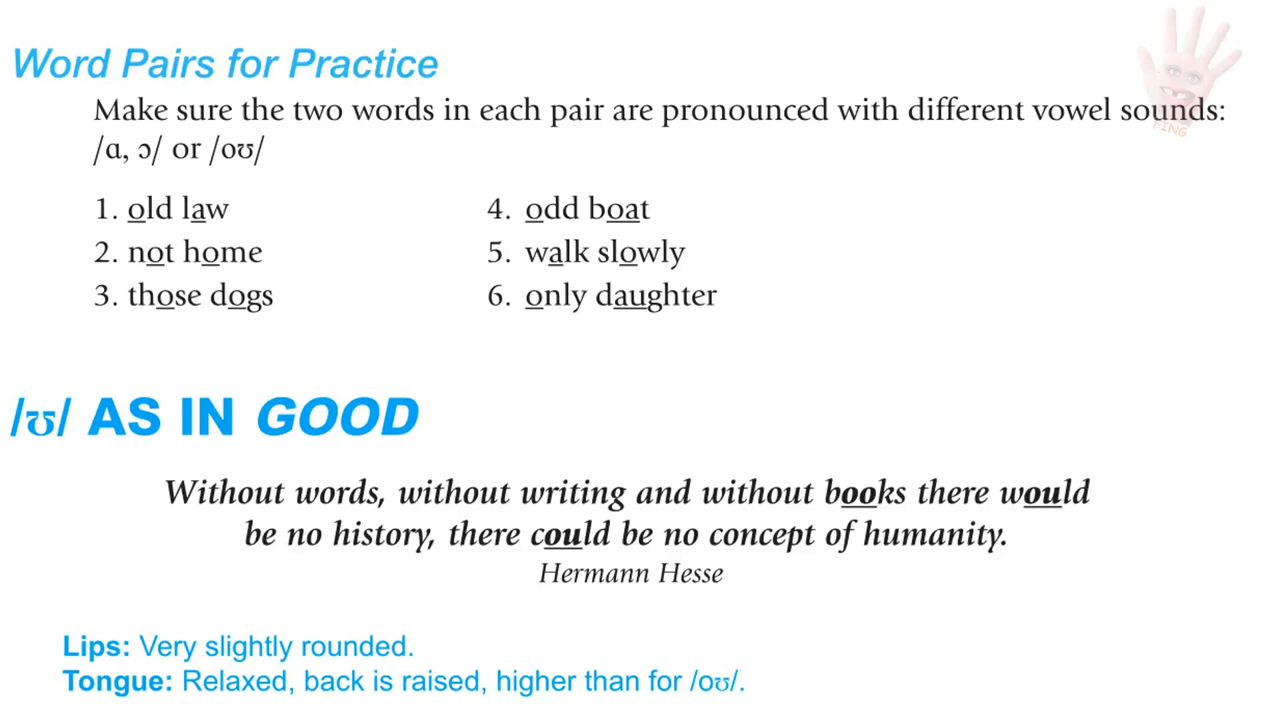 Word Pairs for Practice
Make sure the two words in each pair are pronounced with different vowel sounds:
/ɑ, ɔ/ or /oʊ/
1. old law
2. not home
3. those dogs
4. odd boat
5. walk slowly
6. only daughter
/ʊ/ AS IN GOOD
Without words, without writing and without books there would
be no history, there could be no concept of humanity.
Hermann Hesse
Lips: Very slightly rounded.
Tongue: Relaxed, back is raised, higher than for /oʊ/.
FING